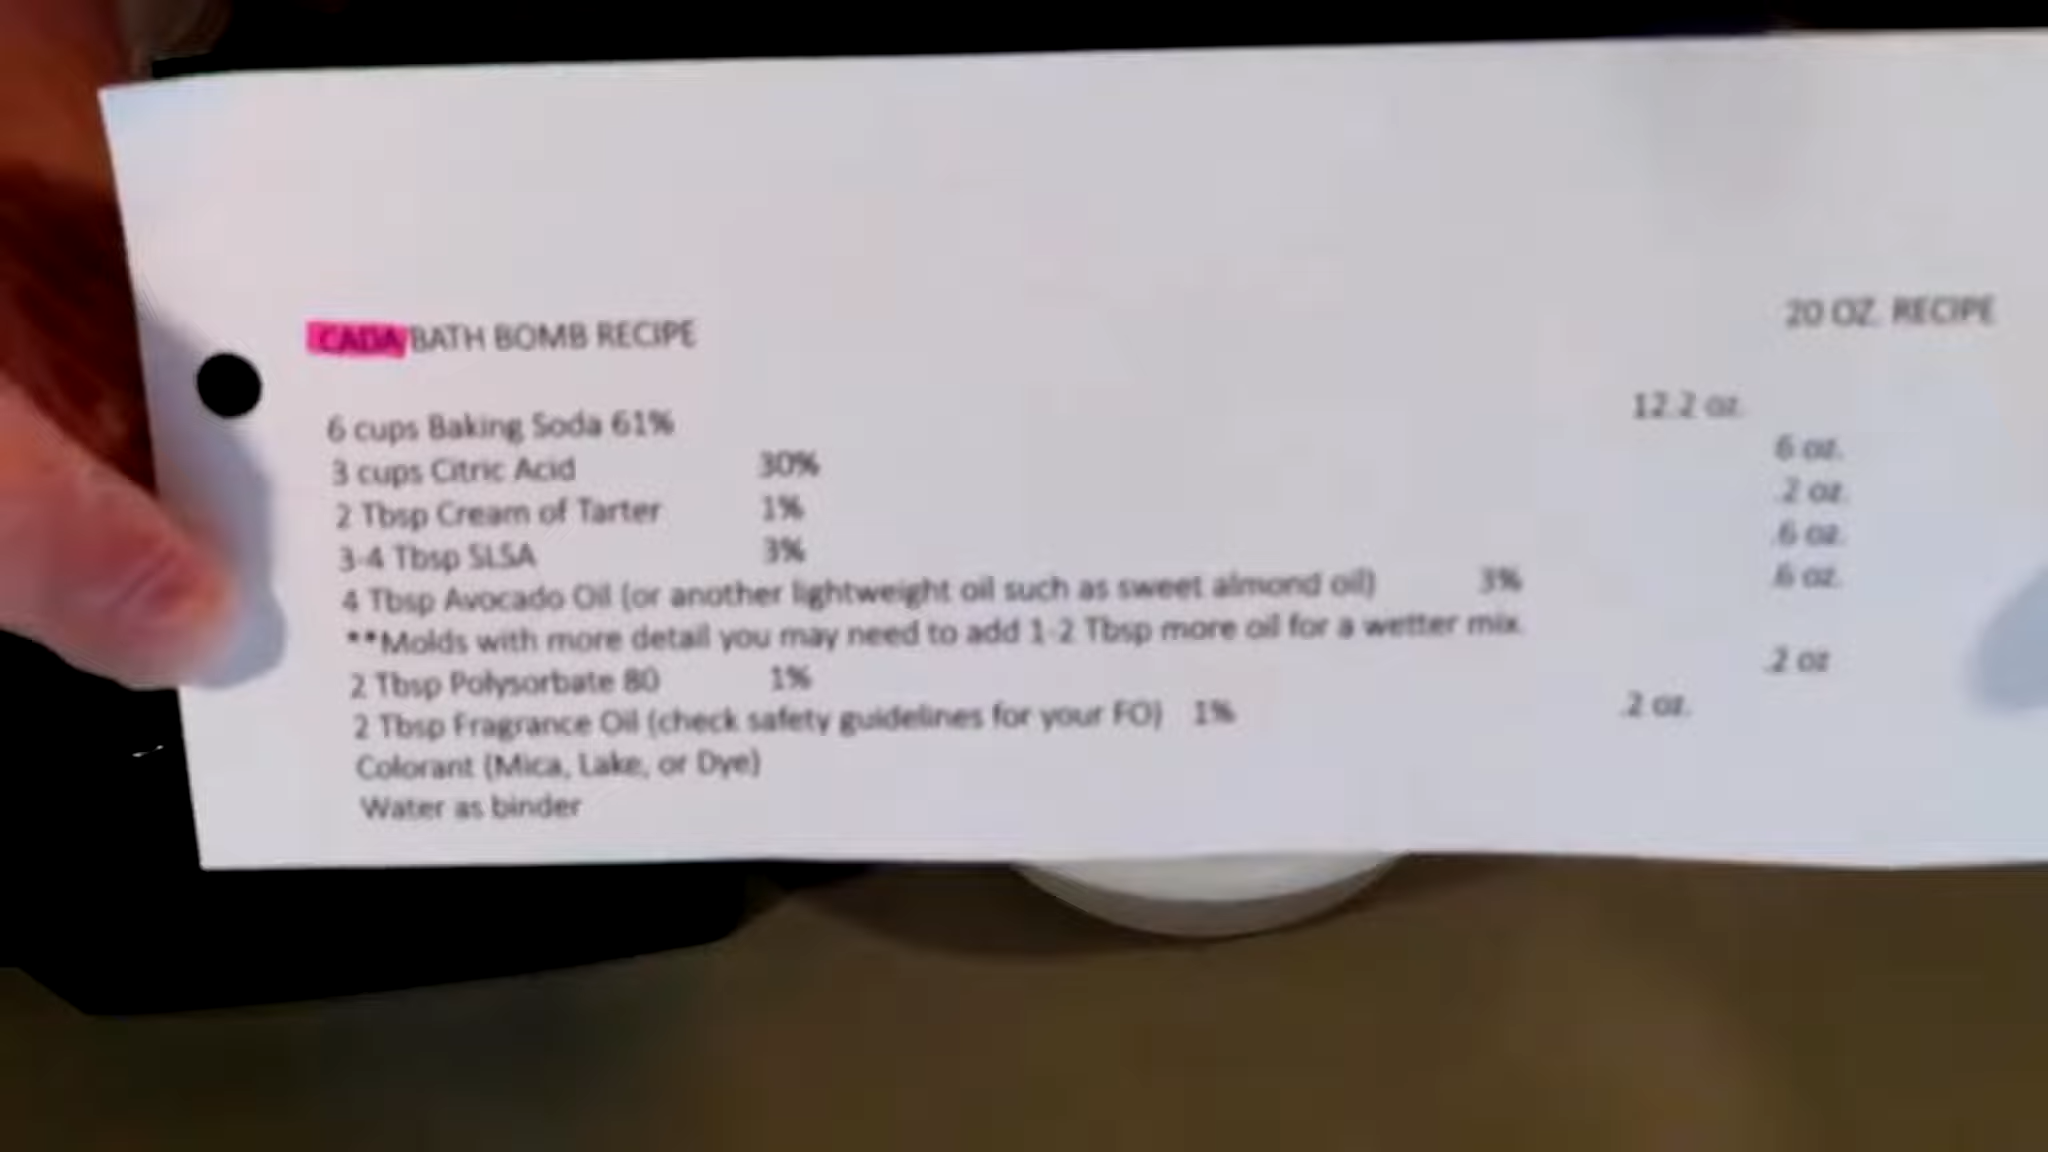 CADA BATH BOMB RECIPE 20 OZ. RECIPE
6 cups Baking Soda 61% 12.2 oz.
3 cups Citric Acid 30% 6 oz.
2 Tbsp Cream of Tarter 1% .2 oz.
3-4 Tbsp SLSA 3% .6 oz.
4 Tbsp Avocado Oil (or another lightweight oil such as sweet almond oil) 3% .6 oz.
**Molds with more detail you may need to add 1-2 Tbsp more oil for a wetter mix.
2 Tbsp Polysorbate 80 1% .2 oz
2 Tbsp Fragrance Oil (check safety guidelines for your FO) 1% .2 oz.
Colorant (Mica, Lake, or Dye)
Water as binder